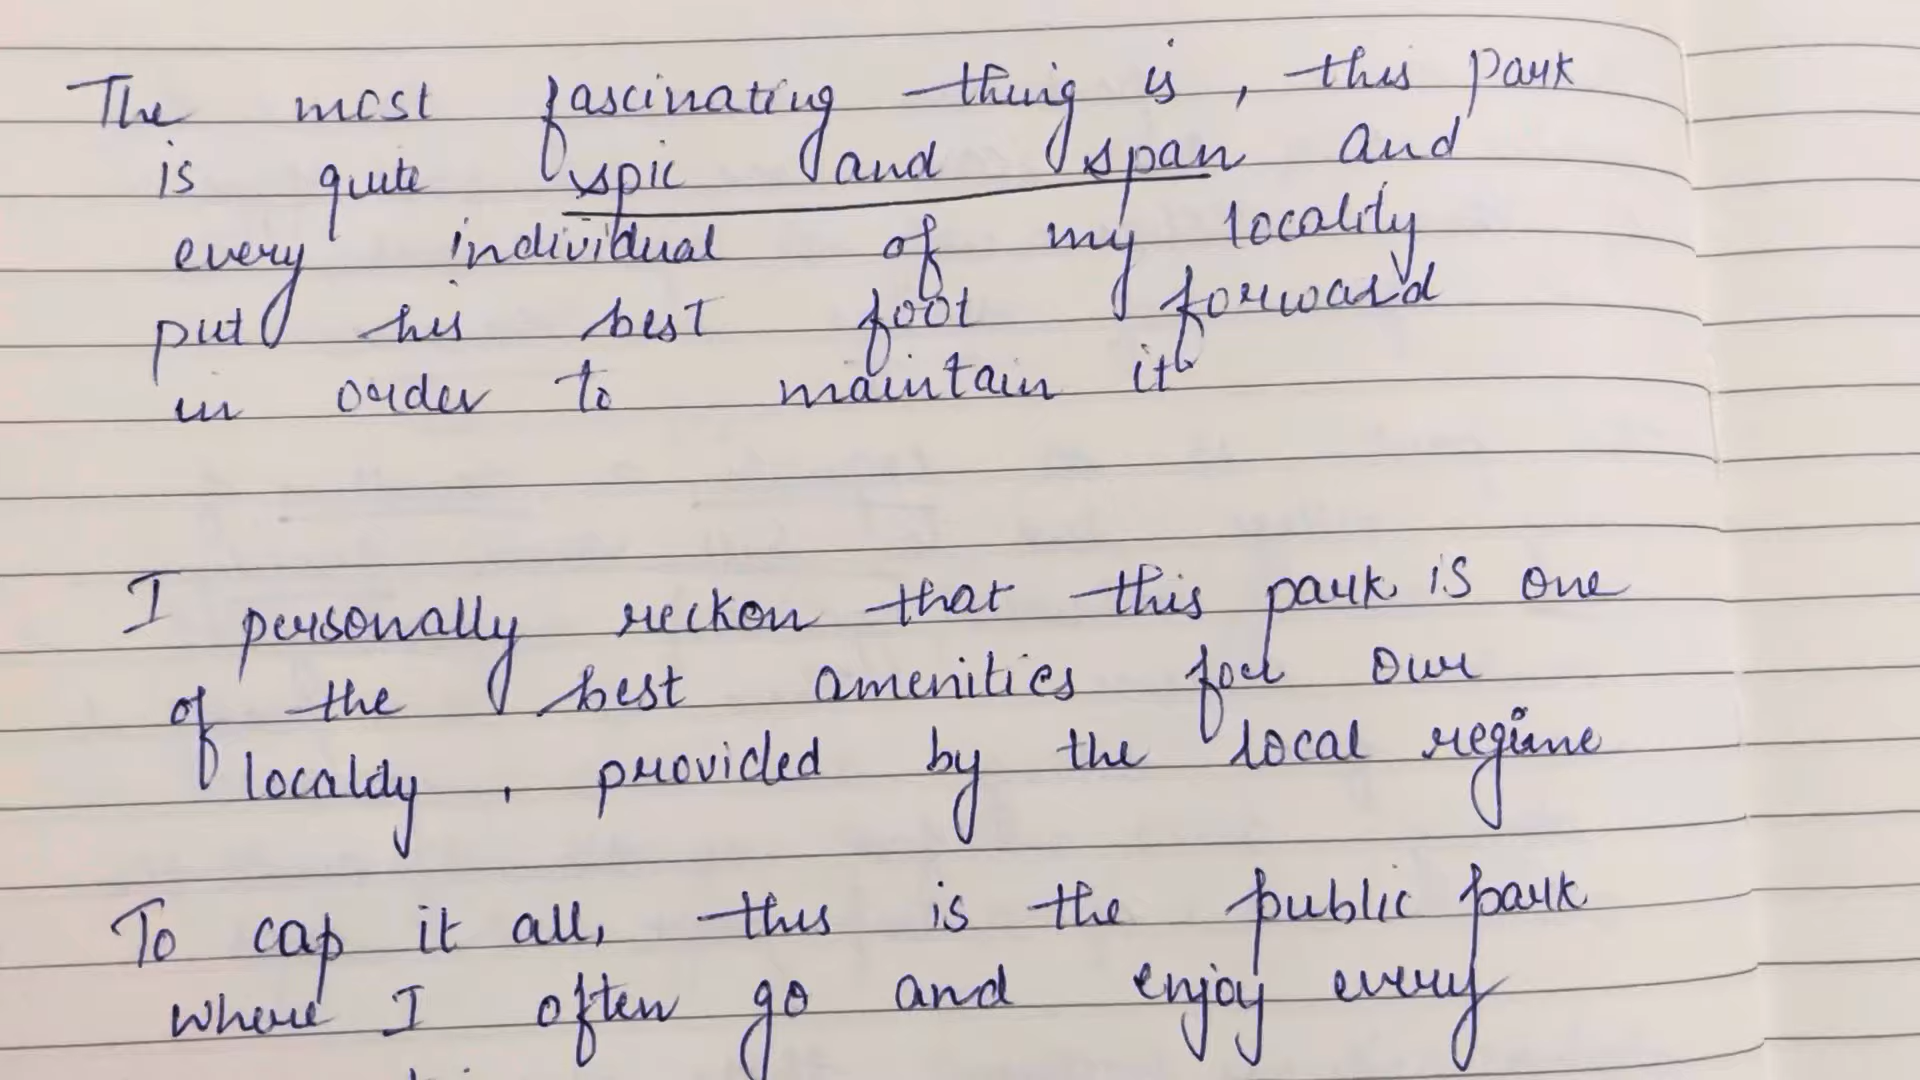 The most fascinating thing is, this park
is quite spic and span and
every individual of my locality
put his best foot forward
in order to maintain it

I personally reckon that this park is one
of the best amenities for our
locality, provided by the local regime

To cap it all, this is the public park
where I often go and enjoy every